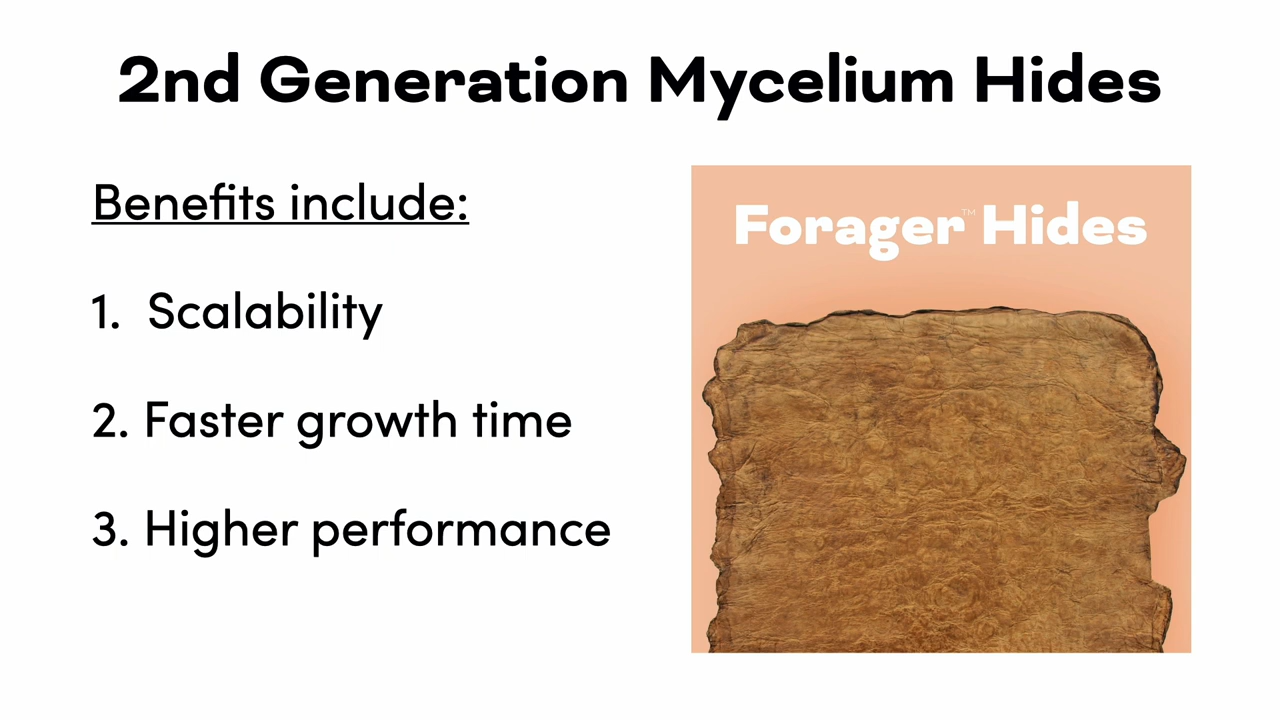 2nd Generation Mycelium Hides
Benefits include:
1. Scalability
2. Faster growth time
3. Higher performance
Forager™ Hides